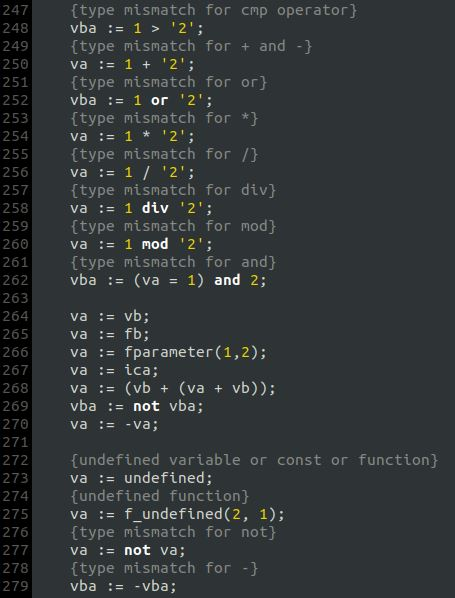 247 {type mismatch for cmp operator}
248 vba := 1 > '2';
249 {type mismatch for + and -}
250 va := 1 + '2';
251 {type mismatch for or}
252 vba := 1 or '2';
253 {type mismatch for *}
254 va := 1 * '2';
255 {type mismatch for /}
256 va := 1 / '2';
257 {type mismatch for div}
258 va := 1 div '2';
259 {type mismatch for mod}
260 va := 1 mod '2';
261 {type mismatch for and}
262 vba := (va = 1) and 2;
263
264 va := vb;
265 va := fb;
266 va := fparameter(1,2);
267 va := ica;
268 va := (vb + (va + vb));
269 vba := not vba;
270 va := -va;
271
272 {undefined variable or const or function}
273 va := undefined;
274 {undefined function}
275 va := f_undefined(2, 1);
276 {type mismatch for not}
277 va := not va;
278 {type mismatch for -}
279 vba := -vba;